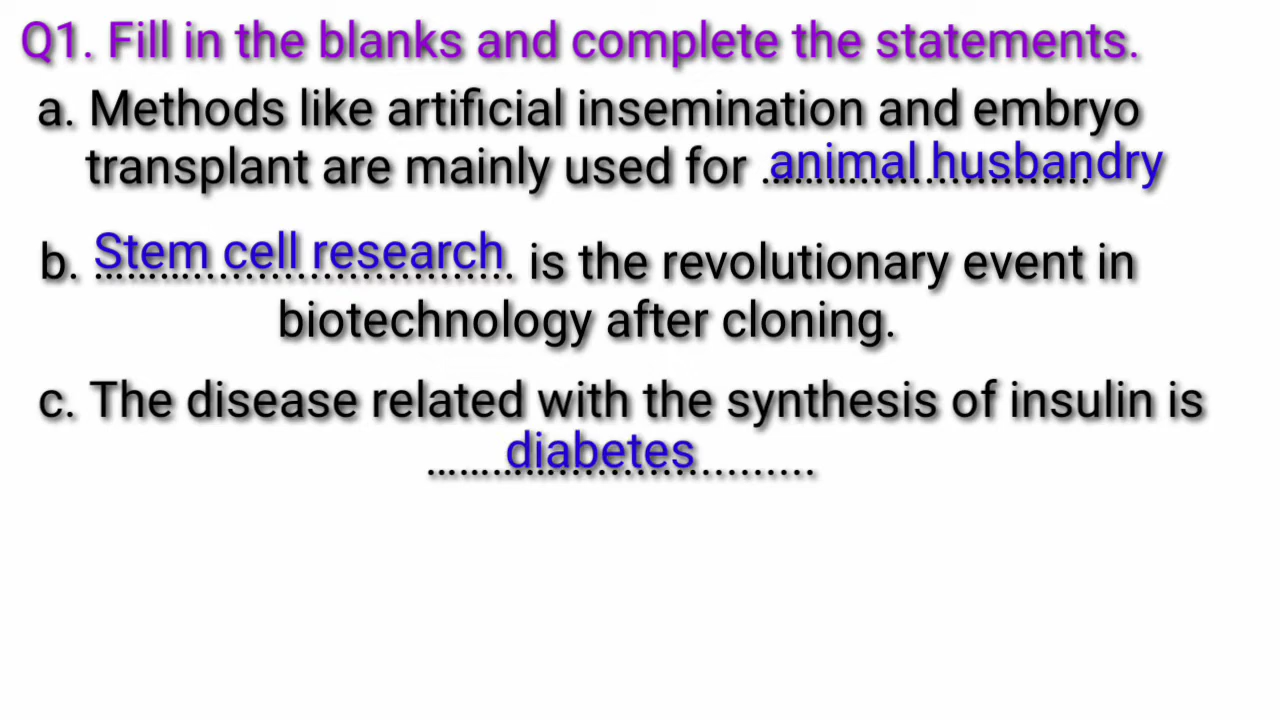 Q1. Fill in the blanks and complete the statements.
a. Methods like artificial insemination and embryo
transplant are mainly used for animal husbandry
b. Stem cell research is the revolutionary event in
biotechnology after cloning.
c. The disease related with the synthesis of insulin is
diabetes